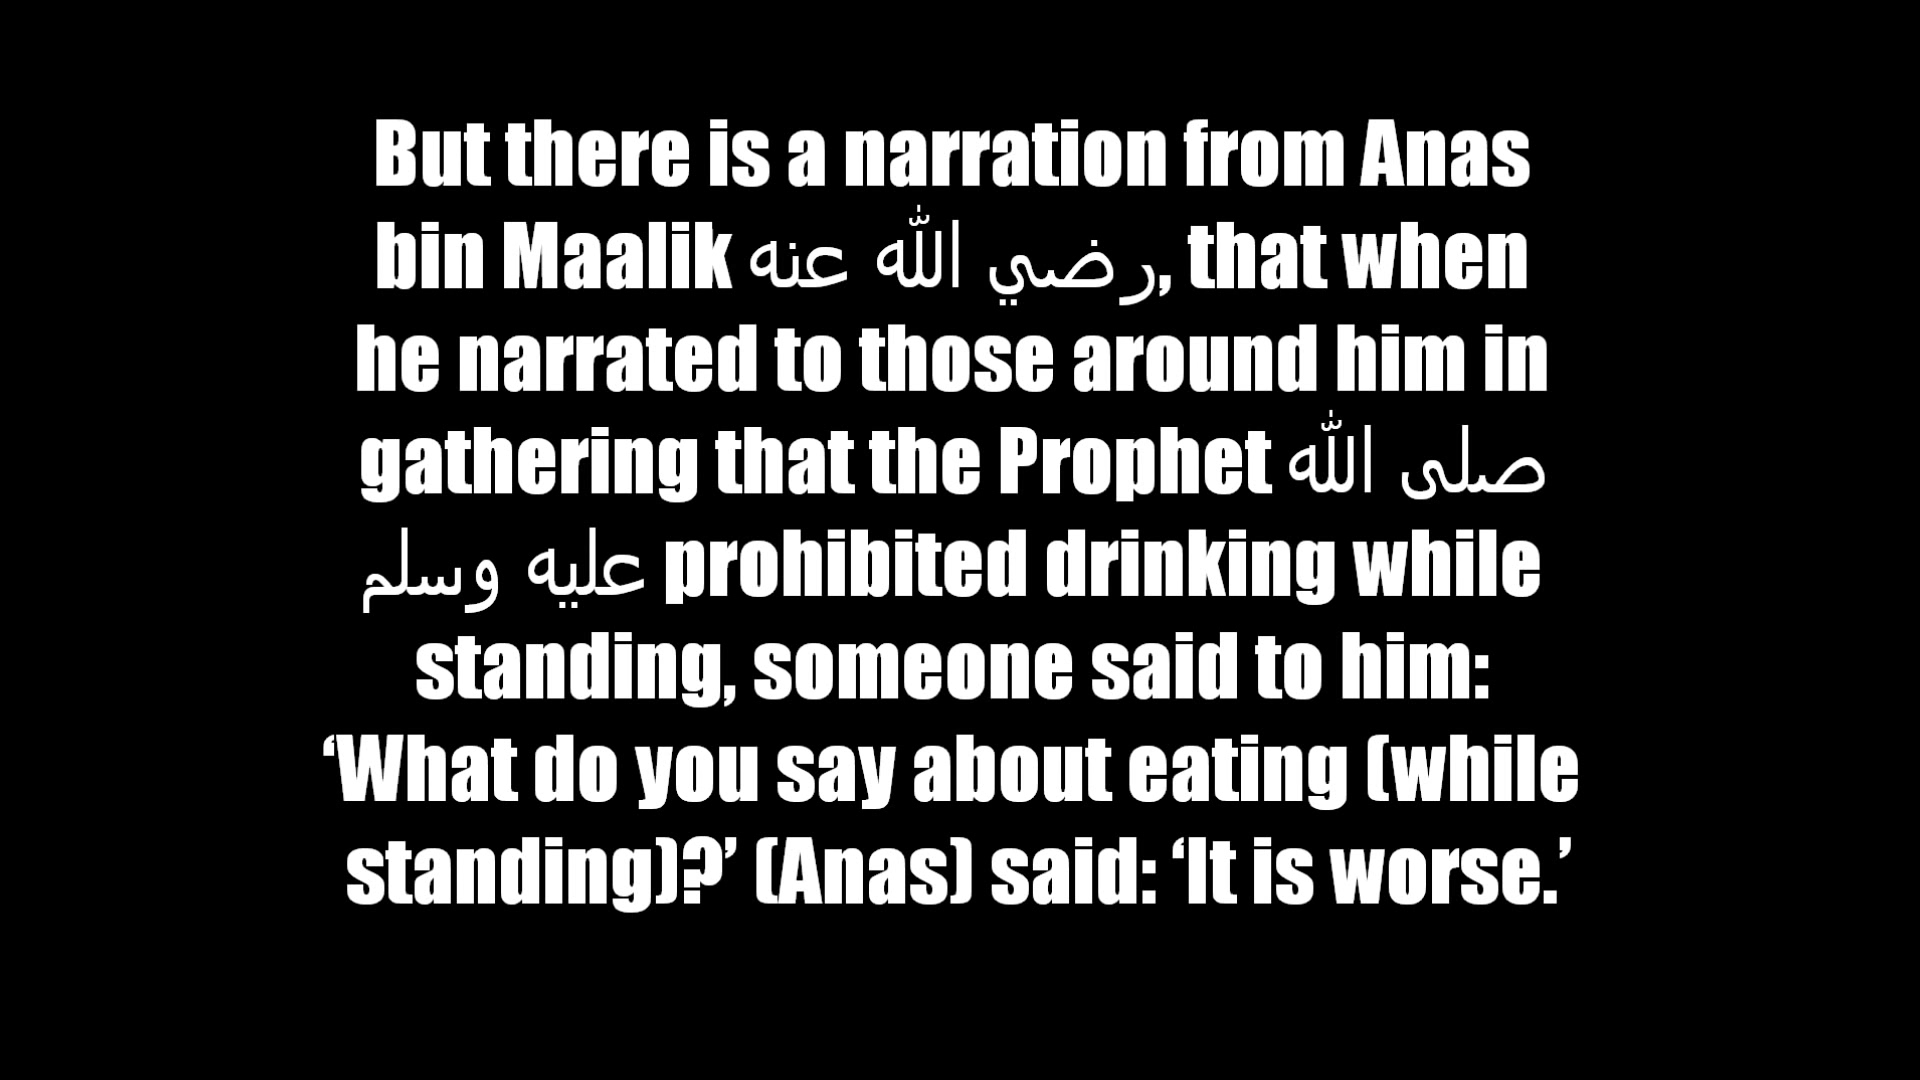 But there is a narration from Anas
bin Maalik رضي الله عنه, that when
he narrated to those around him in
gathering that the Prophet صلى الله
عليه وسلم prohibited drinking while
standing, someone said to him:
‘What do you say about eating (while
standing)?’ (Anas) said: ‘It is worse.’